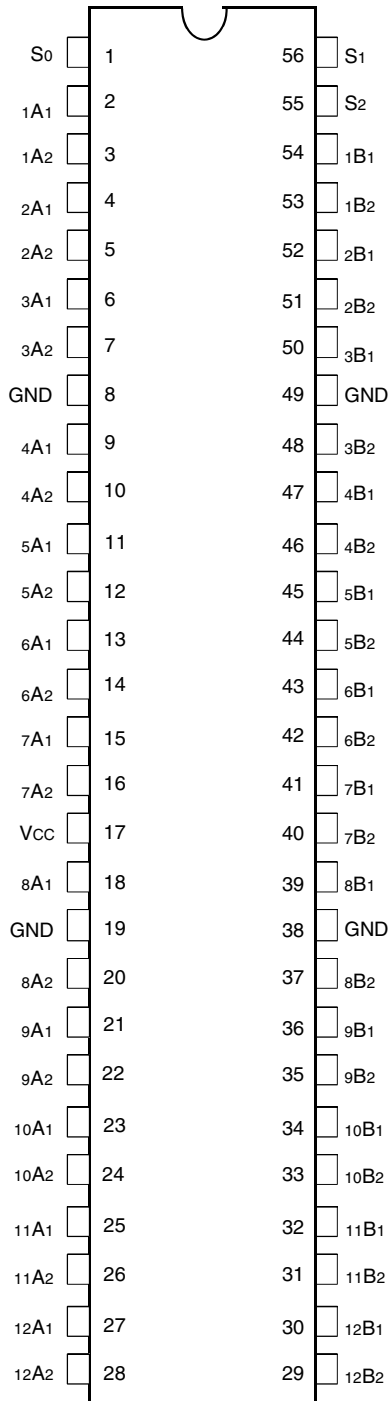 S0 1 56 S1
1A1 2 55 S2
1A2 3 54 1B1
2A1 4 53 1B2
2A2 5 52 2B1
3A1 6 51 2B2
3A2 7 50 3B1
GND 8 49 GND
4A1 9 48 3B2
4A2 10 47 4B1
5A1 11 46 4B2
5A2 12 45 5B1
6A1 13 44 5B2
6A2 14 43 6B1
7A1 15 42 6B2
7A2 16 41 7B1
VCC 17 40 7B2
8A1 18 39 8B1
GND 19 38 GND
8A2 20 37 8B2
9A1 21 36 9B1
9A2 22 35 9B2
10A1 23 34 10B1
10A2 24 33 10B2
11A1 25 32 11B1
11A2 26 31 11B2
12A1 27 30 12B1
12A2 28 29 12B2